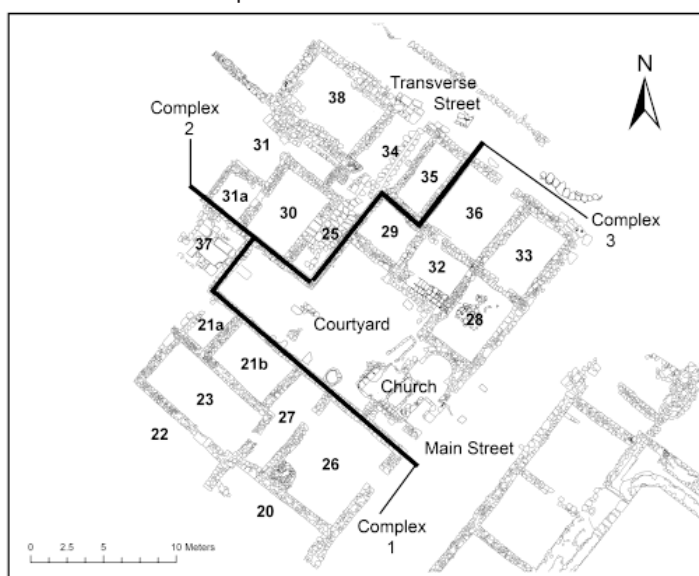 N
Transverse
Street
Complex
2
38
31
34
35
31a
30
36
Complex
3
25
29
37
32
33
Courtyard
28
21a
21b
Church
23
27
22
Main Street
26
20
Complex
1
0 2.5 5 10 Meters